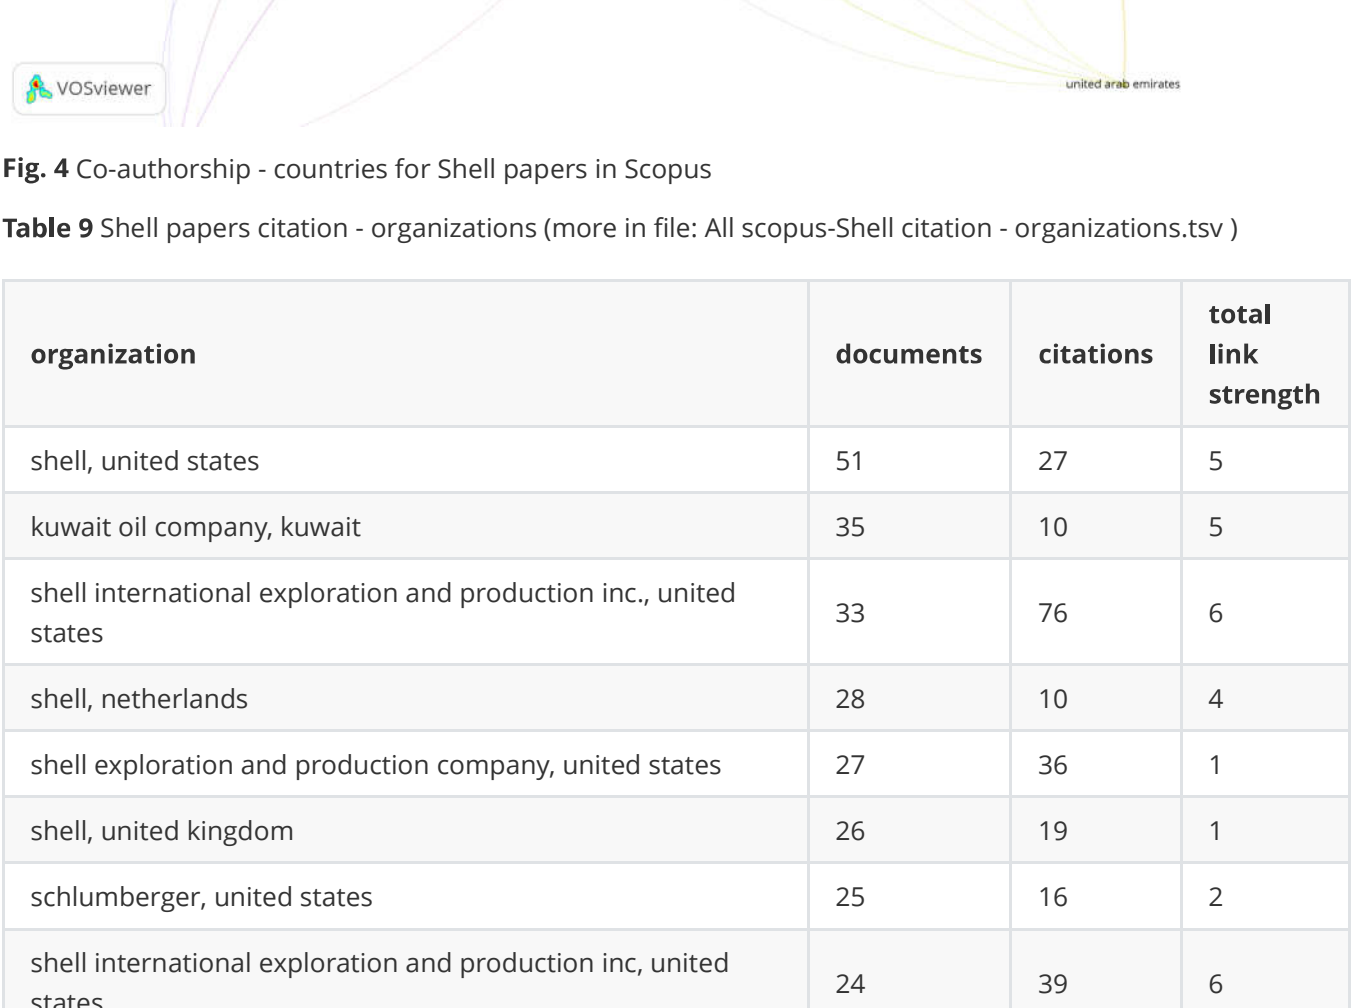 VOSviewer
united arab emirates
Fig. 4 Co-authorship - countries for Shell papers in Scopus
Table 9 Shell papers citation - organizations (more in file: All scopus-Shell citation - organizations.tsv )
organization documents citations total link strength
shell, united states 51 27 5
kuwait oil company, kuwait 35 10 5
shell international exploration and production inc., united
states 33 76 6
shell, netherlands 28 10 4
shell exploration and production company, united states 27 36 1
shell, united kingdom 26 19 1
schlumberger, united states 25 16 2
shell international exploration and production inc, united
states 24 39 6